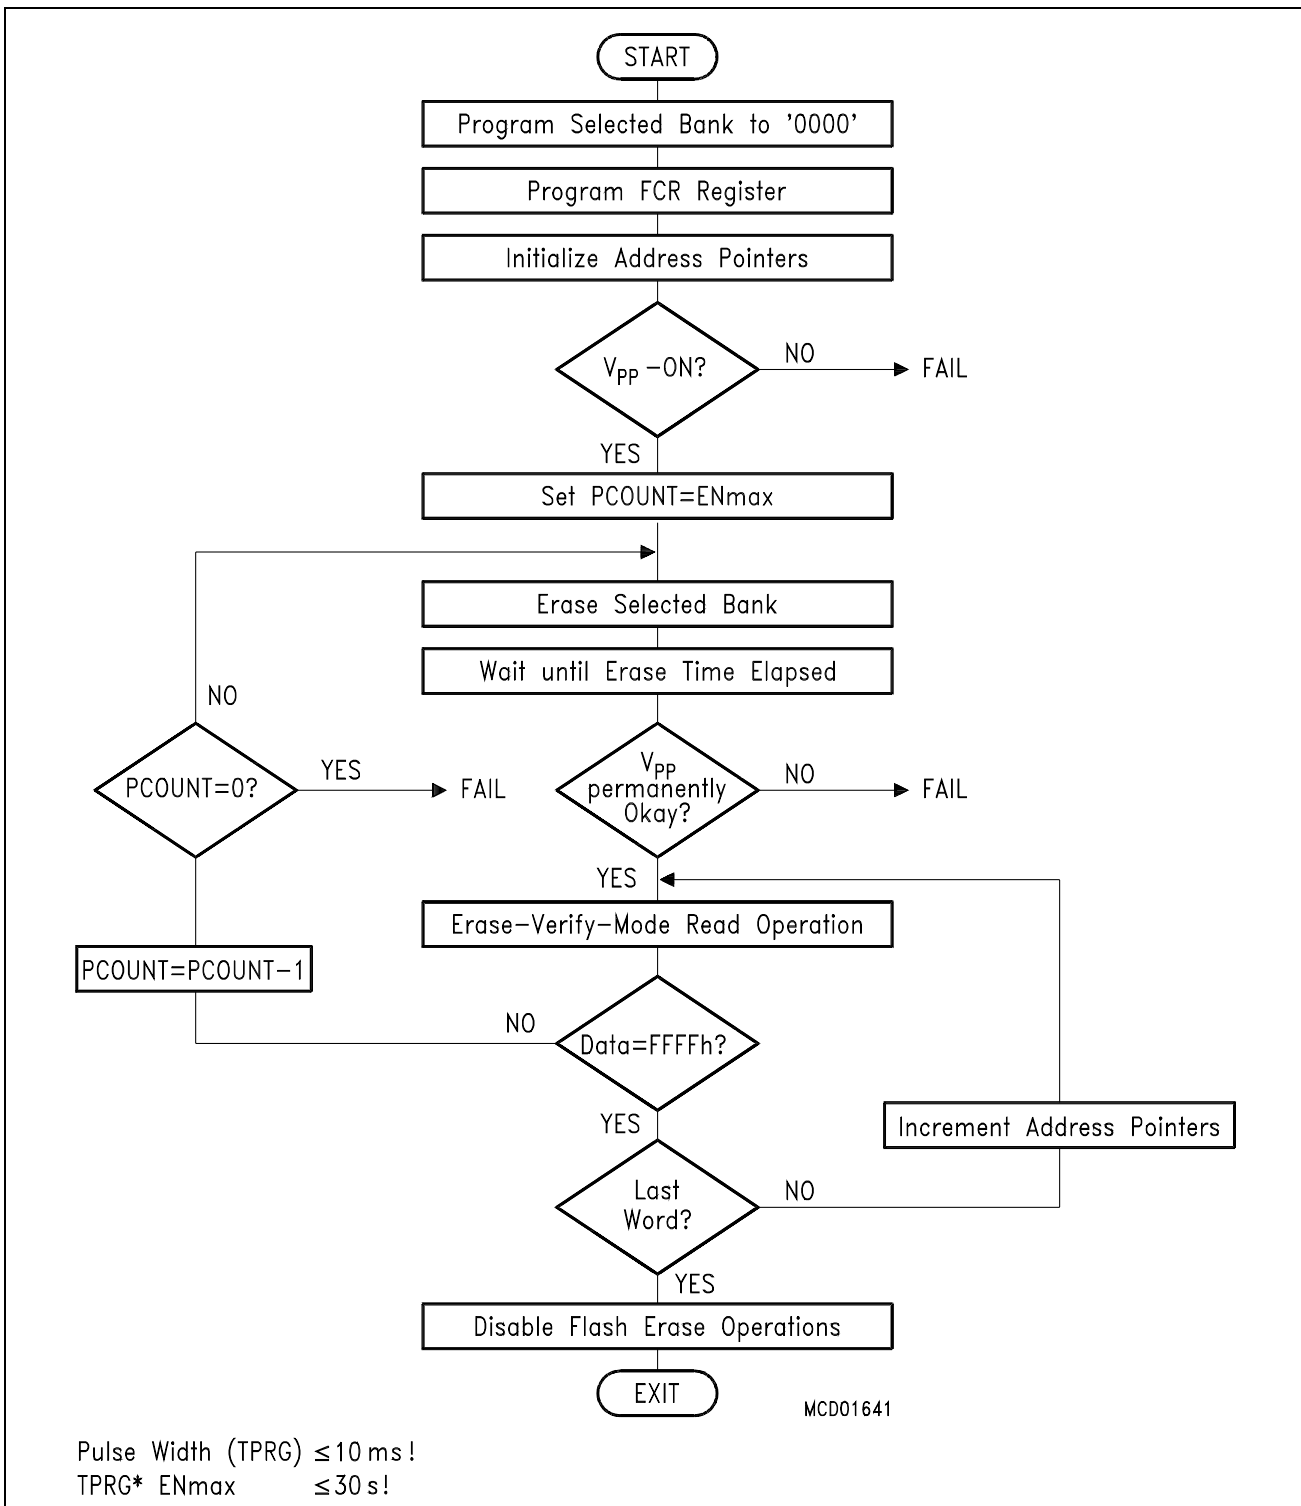 START
Program Selected Bank to '0000'
Program FCR Register
Initialize Address Pointers
VPP -ON?
NO
FAIL
YES
Set PCOUNT=ENmax
Erase Selected Bank
Wait until Erase Time Elapsed
NO
PCOUNT=0?
YES
FAIL
VPP
permanently
Okay?
NO
FAIL
YES
Erase-Verify-Mode Read Operation
PCOUNT=PCOUNT-1
NO
Data=FFFFh?
YES
Increment Address Pointers
Last
Word?
NO
YES
Disable Flash Erase Operations
EXIT
MCD01641
Pulse Width (TPRG) ≤10 ms!
TPRG* ENmax ≤30 s!